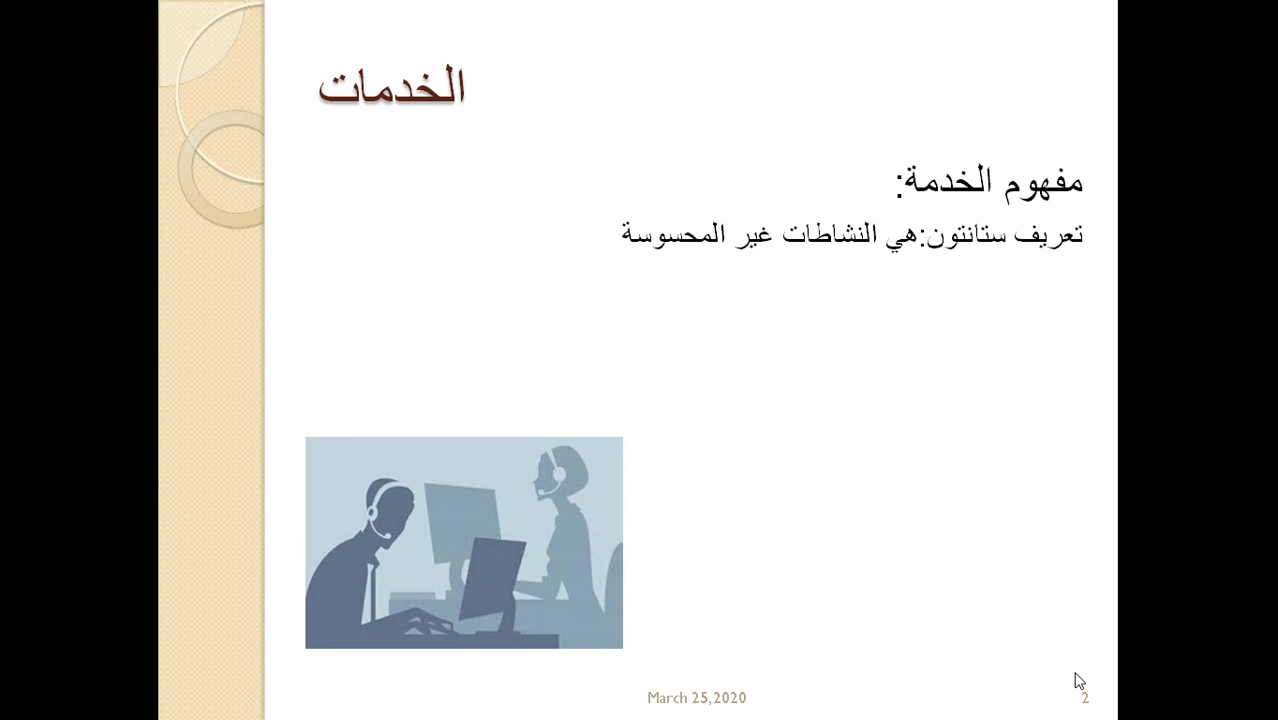 الخدمات
مفهوم الخدمة:
تعريف ستانتون:هي النشاطات غير المحسوسة
March 25,2020
2